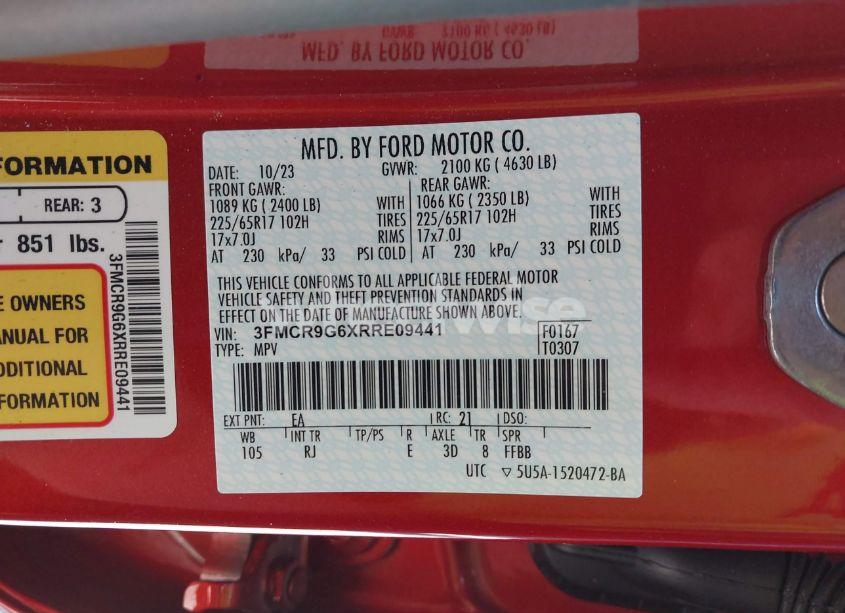 MFD. BY FORD MOTOR CO.
2100 KG ( 4630 LB)
FORMATION
REAR: 3
851 lbs.
OWNERS
ANUAL FOR
DDITIONAL
FORMATION
3FMCR9G6XRRE09441
MFD. BY FORD MOTOR CO.
DATE: 10/23 GVWR: 2100 KG ( 4630 LB)
FRONT GAWR: REAR GAWR:
1089 KG ( 2400 LB) WITH 1066 KG ( 2350 LB) WITH
225/65R17 102H TIRES 225/65R17 102H TIRES
17x7.0J RIMS 17x7.0J RIMS
AT 230 kPa/ 33 PSI COLD AT 230 kPa/ 33 PSI COLD
THIS VEHICLE CONFORMS TO ALL APPLICABLE FEDERAL MOTOR
VEHICLE SAFETY AND THEFT PREVENTION STANDARDS IN
EFFECT ON THE DATE OF MANUFACTURE SHOWN ABOVE.
VIN: 3FMCR9G6XRRE09441 F0167
TYPE: MPV T0307
EXT PNT: EA RC: 21 DSO:
WB INT TR TP/PS R AXLE TR SPR
105 RJ E 3D 8 FFBB
UTC ▽ 5U5A-1520472-BA